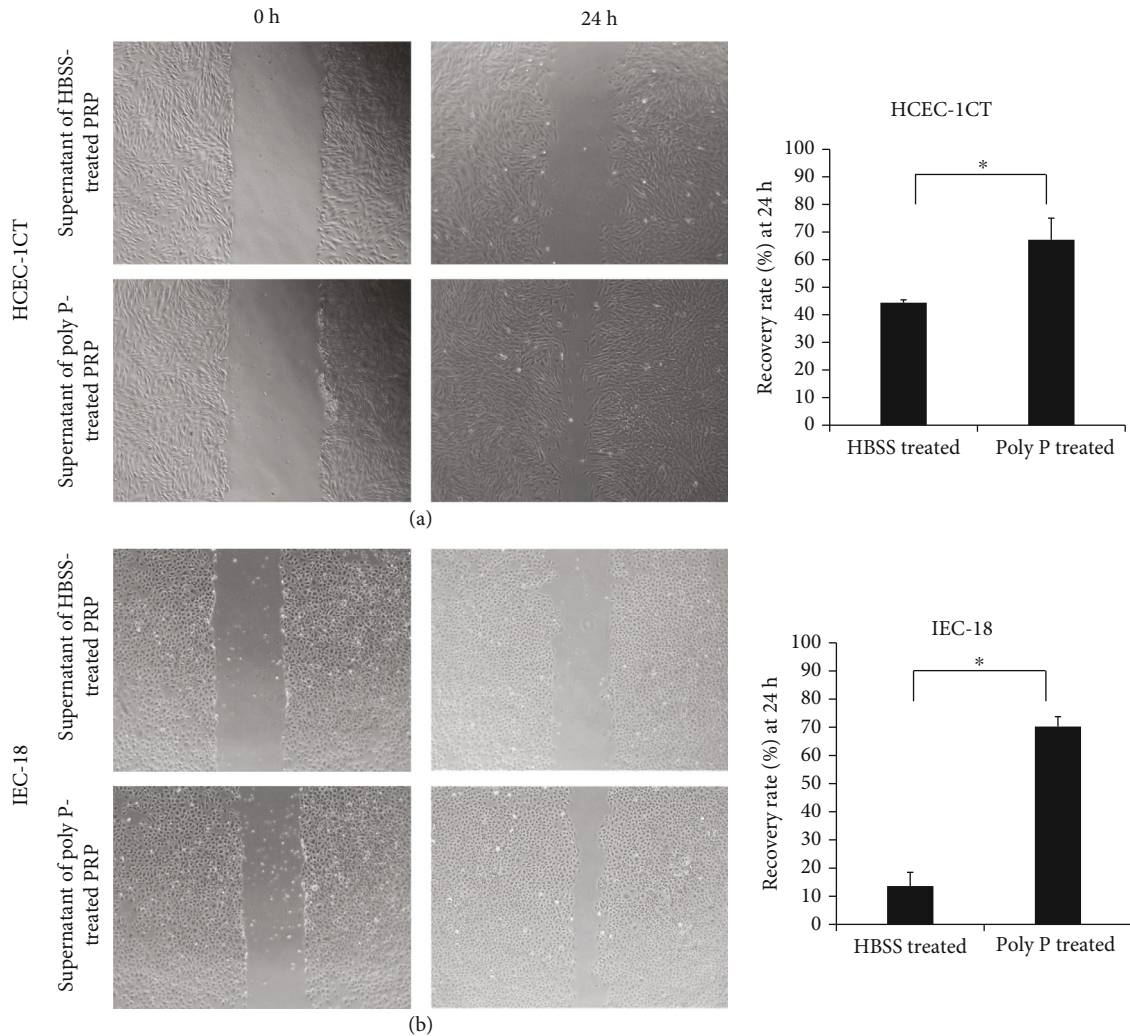 0 h
24 h
HCEC-1CT
Supernatant of HBSS-
treated PRP
Supernatant of poly P-
treated PRP
HCEC-1CT
Recovery rate (%) at 24 h
100
90
80
70
60
50
40
30
20
10
0
*
HBSS treated
Poly P treated
(a)
IEC-18
Supernatant of HBSS-
treated PRP
Supernatant of poly P-
treated PRP
IEC-18
Recovery rate (%) at 24 h
100
90
80
70
60
50
40
30
20
10
0
*
HBSS treated
Poly P treated
(b)